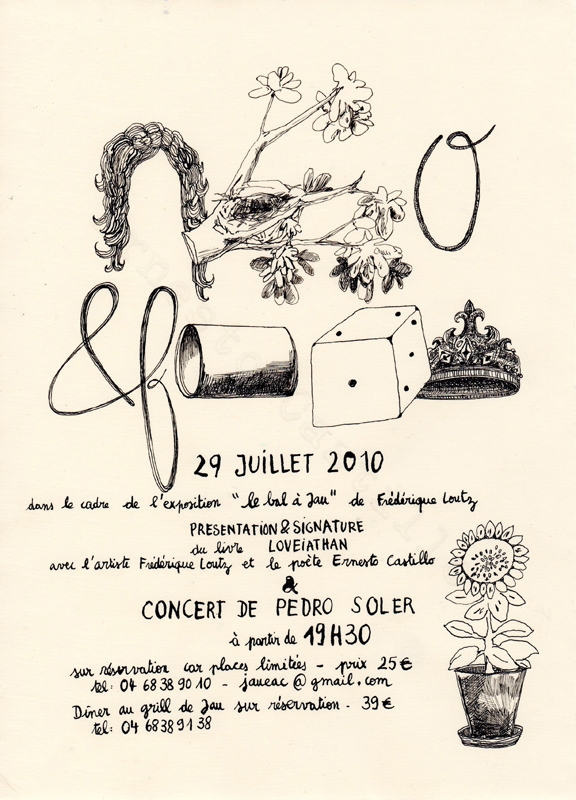 &
29 JUILLET 2010
dans le cadre de l'exposition "le bal à Jau" de Frédérique Loutz
PRESENTATION & SIGNATURE
du livre LOVEiATHAN
avec l'artiste Frédérique Loutz et le poète Ernesto Castillo
&
CONCERT DE PEDRO SOLER
à partir de 19H30
sur réservation car places limitées - prix 25€
tel: 04 68 38 90 10 - jaueac@gmail.com
Dîner au grill de Jau sur réservation. 39€
tel: 04 68 38 91 38